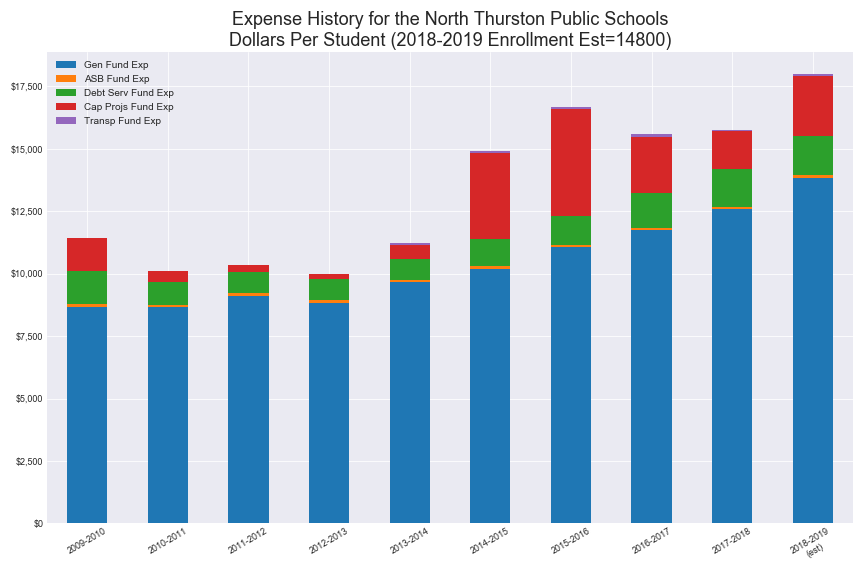 Expense History for the North Thurston Public Schools
Dollars Per Student (2018-2019 Enrollment Est=14800)
Gen Fund Exp
ASB Fund Exp
Debt Serv Fund Exp
Cap Projs Fund Exp
Transp Fund Exp
$17,500
$15,000
$12,500
$10,000
$7,500
$5,000
$2,500
$0
2009-2010
2010-2011
2011-2012
2012-2013
2013-2014
2014-2015
2015-2016
2016-2017
2017-2018
2018-2019
(est)